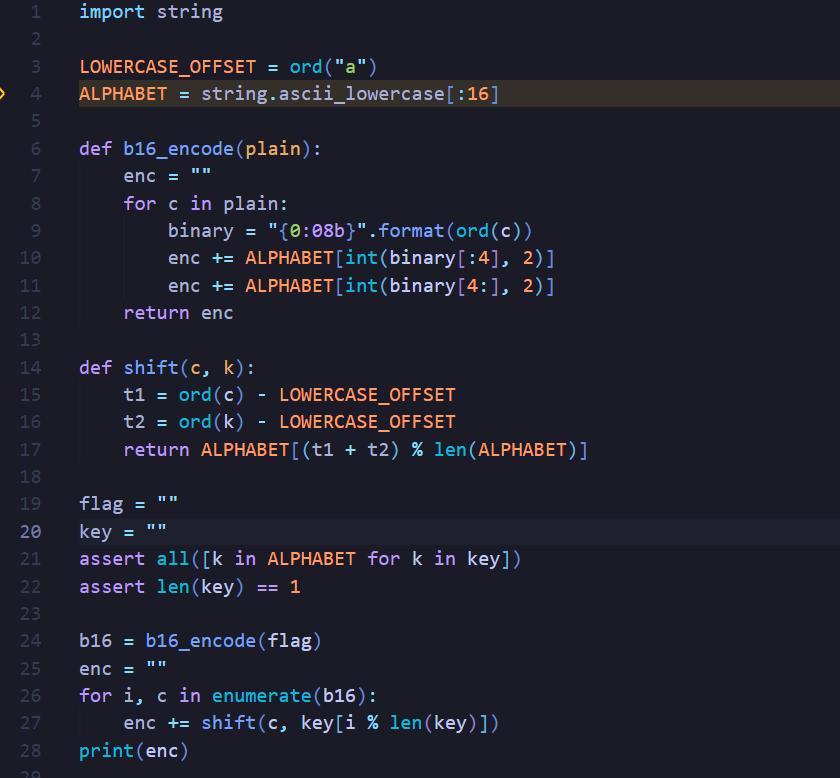 1 import string
2
3 LOWERCASE_OFFSET = ord("a")
4 ALPHABET = string.ascii_lowercase[:16]
5
6 def b16_encode(plain):
7     enc = ""
8     for c in plain:
9         binary = "{0:08b}".format(ord(c))
10         enc += ALPHABET[int(binary[:4], 2)]
11         enc += ALPHABET[int(binary[4:], 2)]
12     return enc
13
14 def shift(c, k):
15     t1 = ord(c) - LOWERCASE_OFFSET
16     t2 = ord(k) - LOWERCASE_OFFSET
17     return ALPHABET[(t1 + t2) % len(ALPHABET)]
18
19 flag = ""
20 key = ""
21 assert all([k in ALPHABET for k in key])
22 assert len(key) == 1
23
24 b16 = b16_encode(flag)
25 enc = ""
26 for i, c in enumerate(b16):
27     enc += shift(c, key[i % len(key)])
28 print(enc)
29